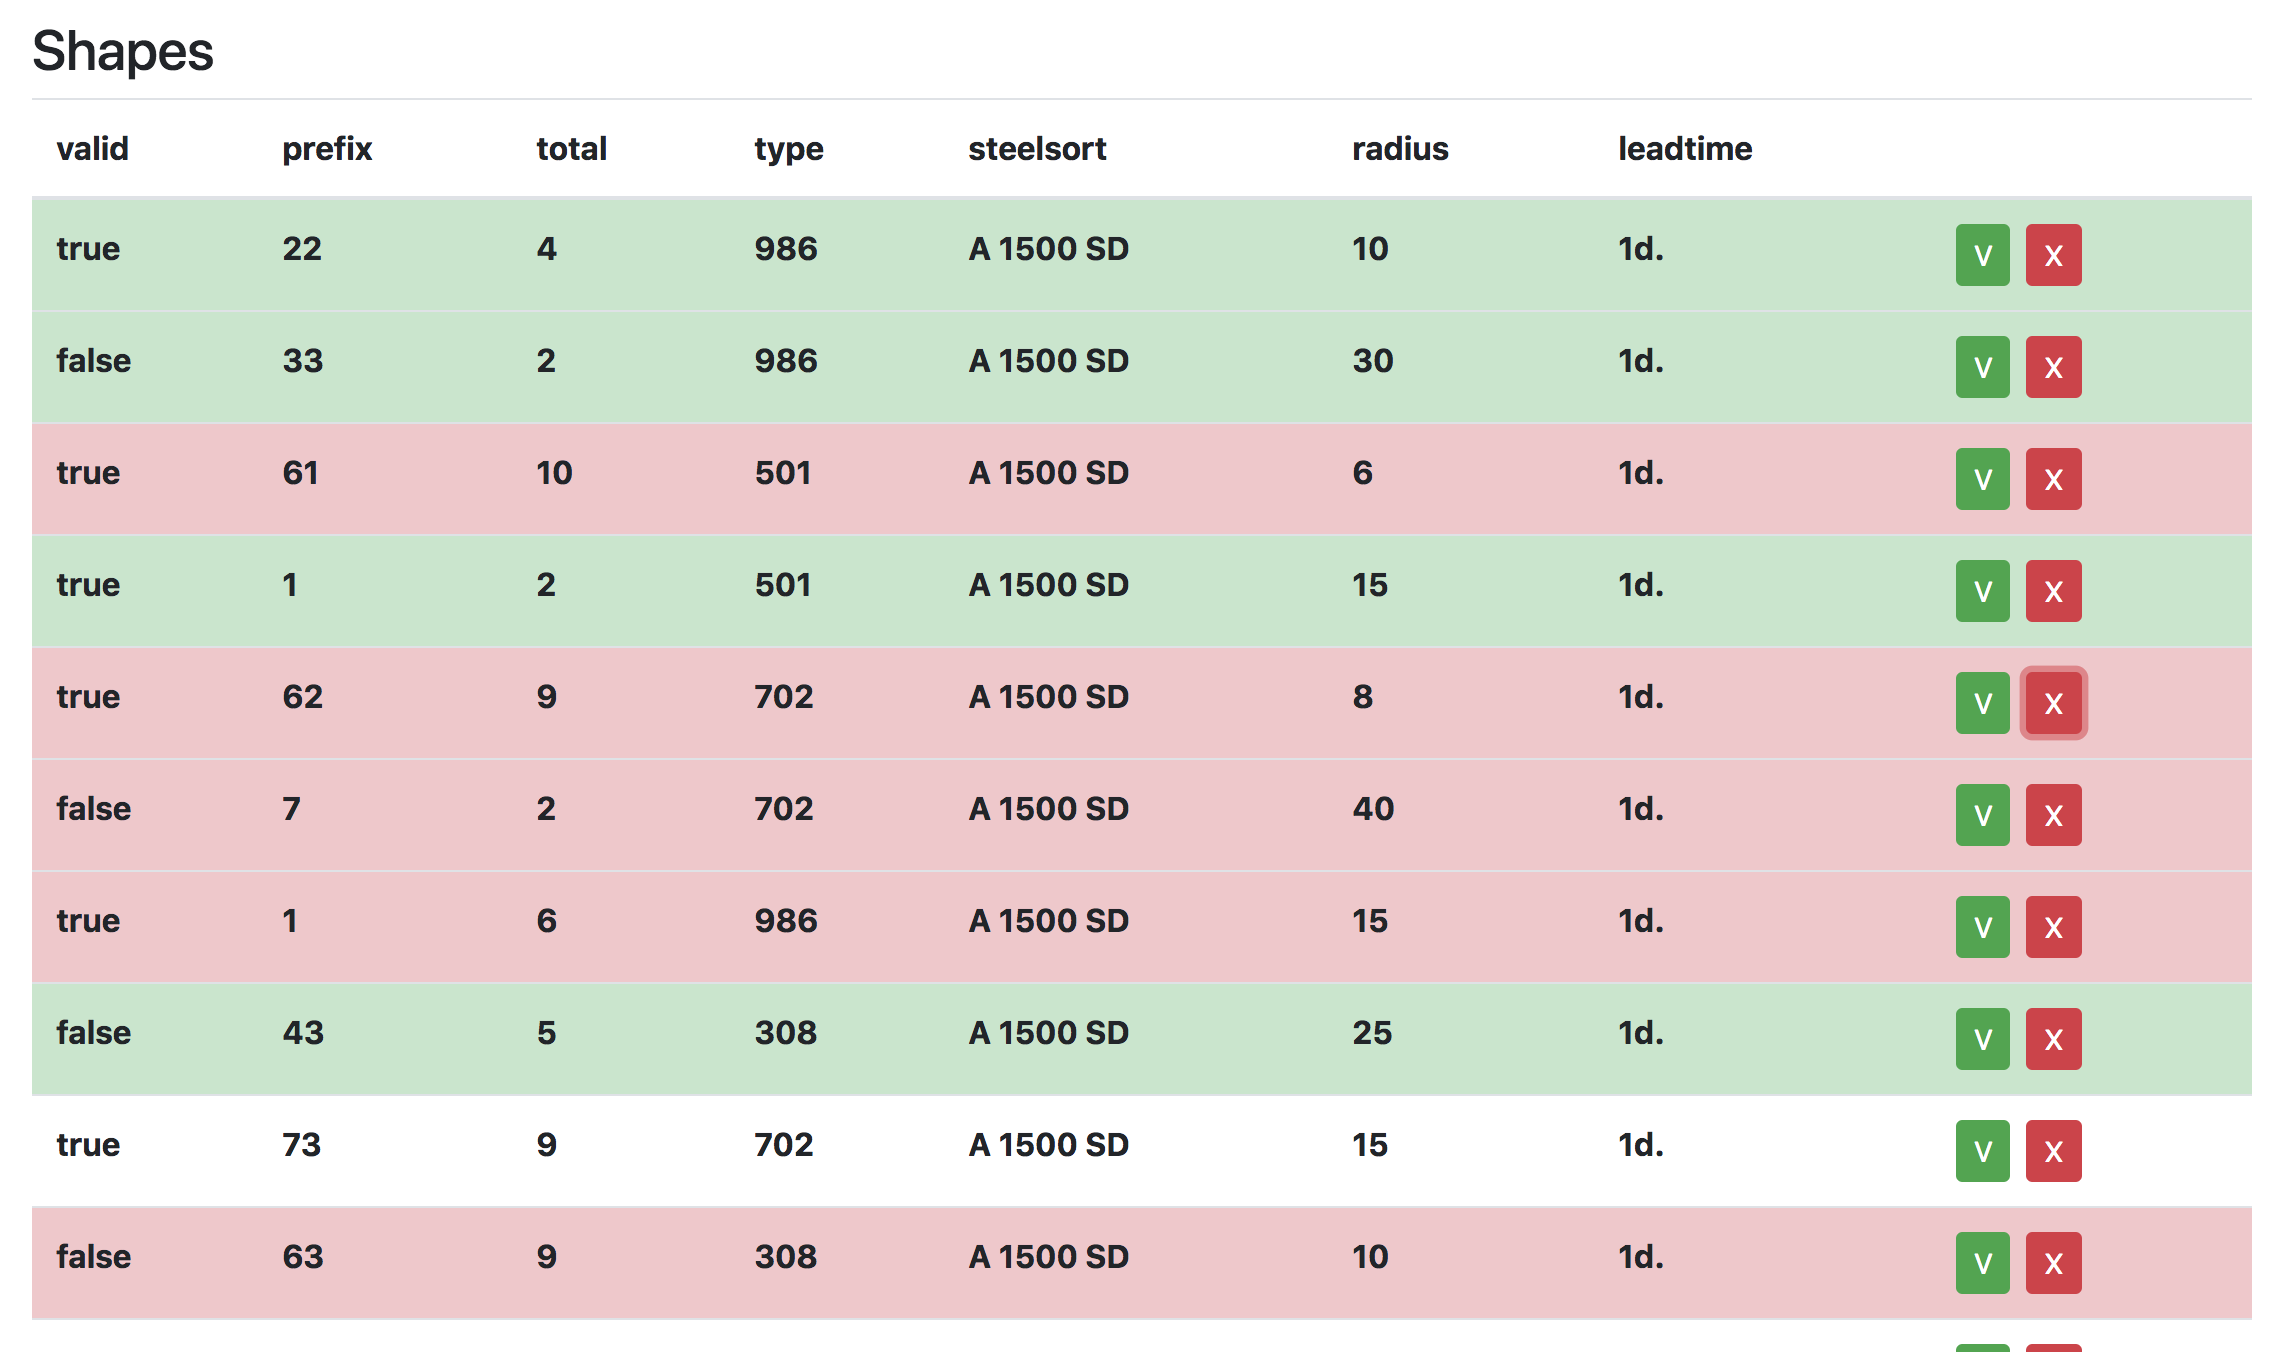 Shapes
valid prefix total type steelsort radius leadtime
true 22 4 986 A 1500 SD 10 1d. v x
false 33 2 986 A 1500 SD 30 1d. v x
true 61 10 501 A 1500 SD 6 1d. v x
true 1 2 501 A 1500 SD 15 1d. v x
true 62 9 702 A 1500 SD 8 1d. v x
false 7 2 702 A 1500 SD 40 1d. v x
true 1 6 986 A 1500 SD 15 1d. v x
false 43 5 308 A 1500 SD 25 1d. v x
true 73 9 702 A 1500 SD 15 1d. v x
false 63 9 308 A 1500 SD 10 1d. v x